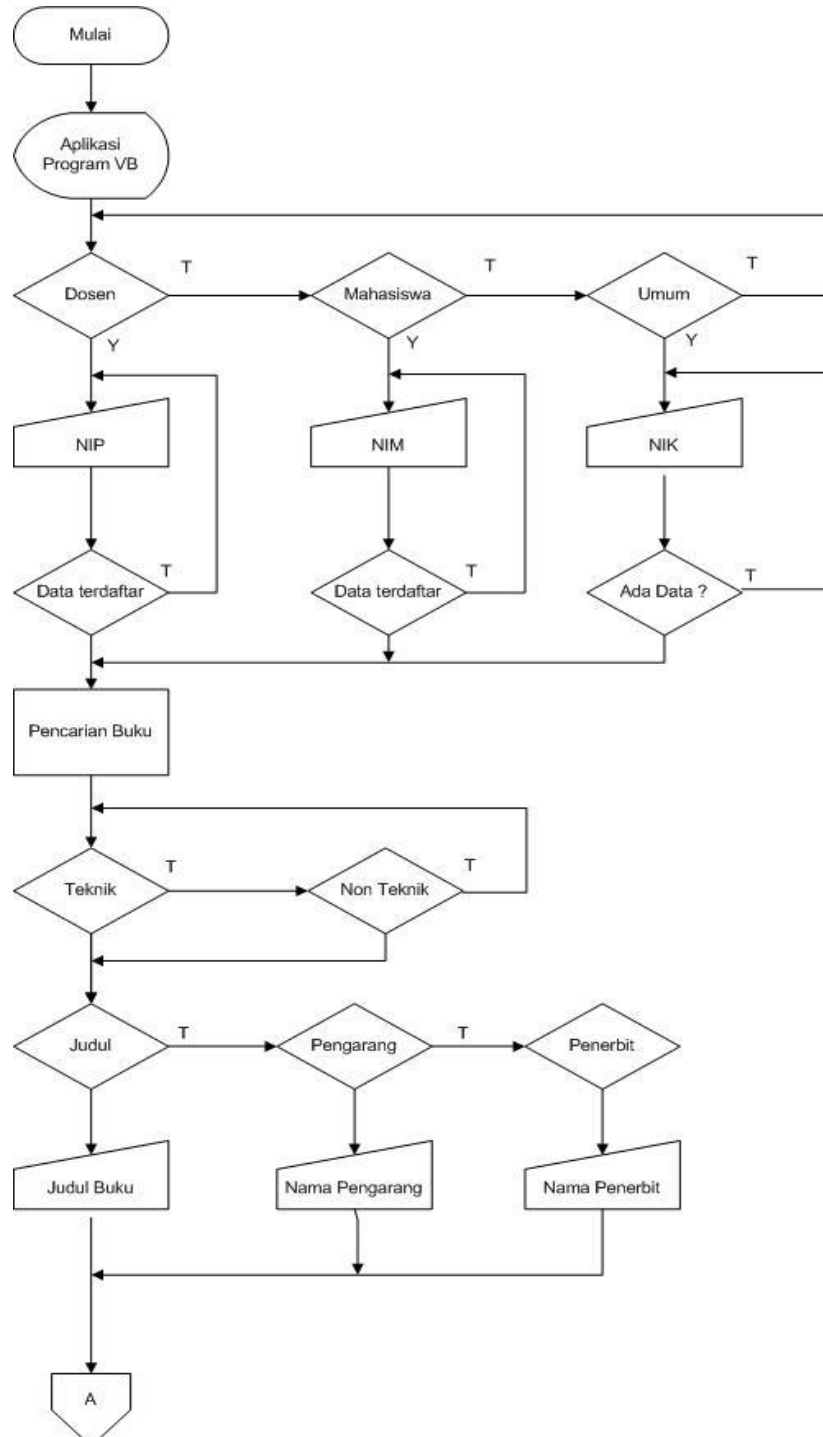 Mulai
Aplikasi
Program VB
Dosen
T
Mahasiswa
T
Umum
T
Y
Y
Y
NIP
NIM
NIK
Data terdaftar
T
Data terdaftar
T
Ada Data ?
T
Pencarian Buku
Teknik
T
Non Teknik
T
Judul
T
Pengarang
T
Penerbit
Judul Buku
Nama Pengarang
Nama Penerbit
A